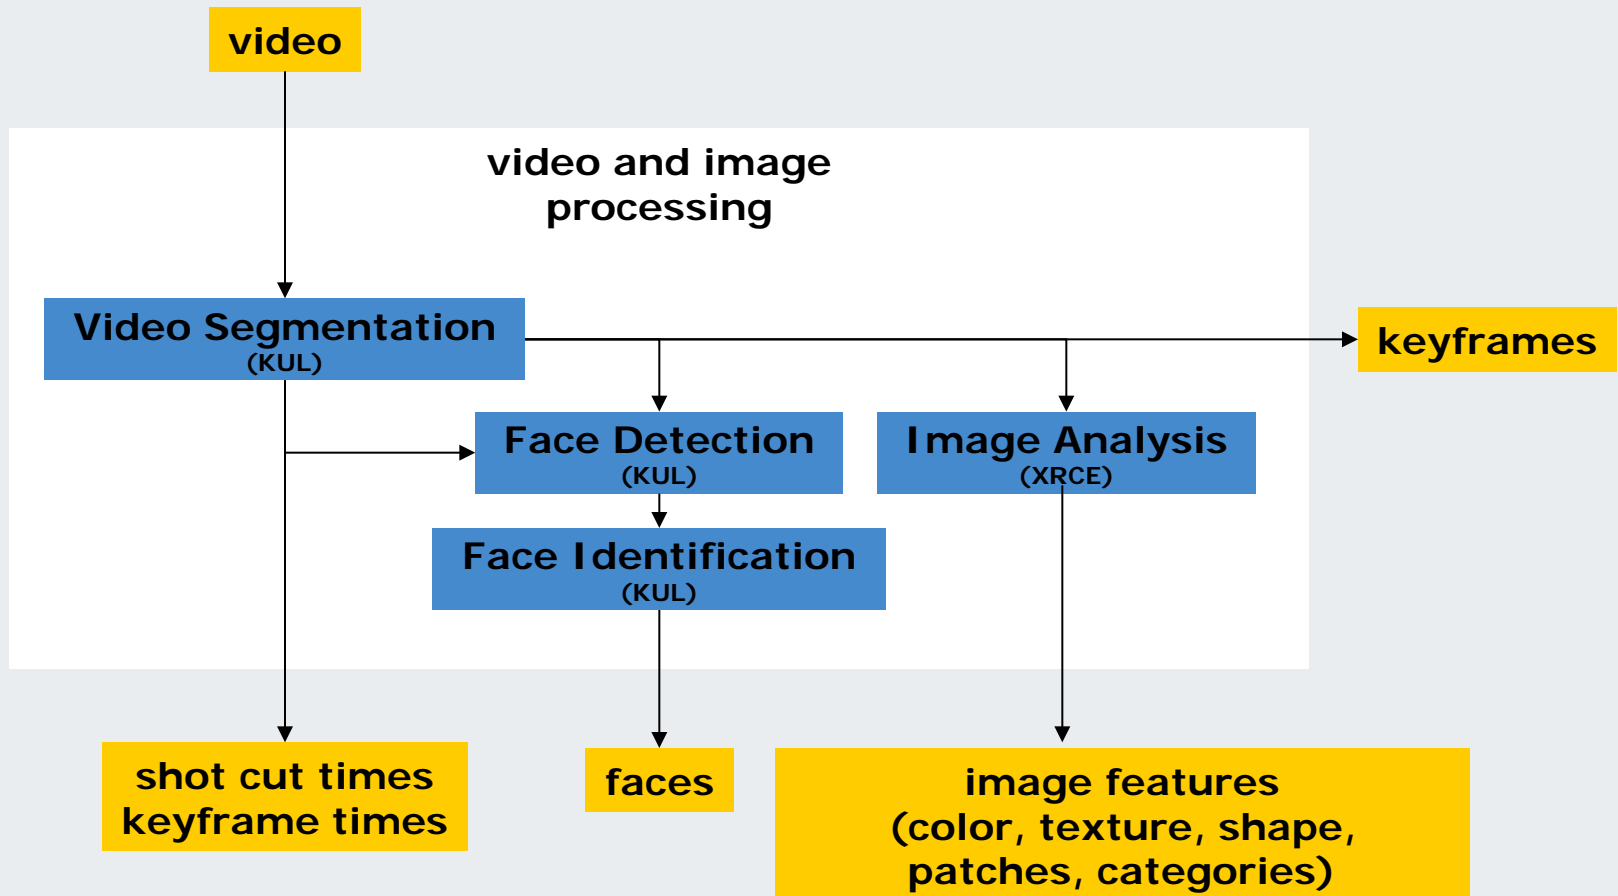 video
video and image
processing
Video Segmentation
(KUL)
keyframes
Face Detection
(KUL)
Image Analysis
(XRCE)
Face Identification
(KUL)
shot cut times
keyframe times
faces
image features
(color, texture, shape,
patches, categories)